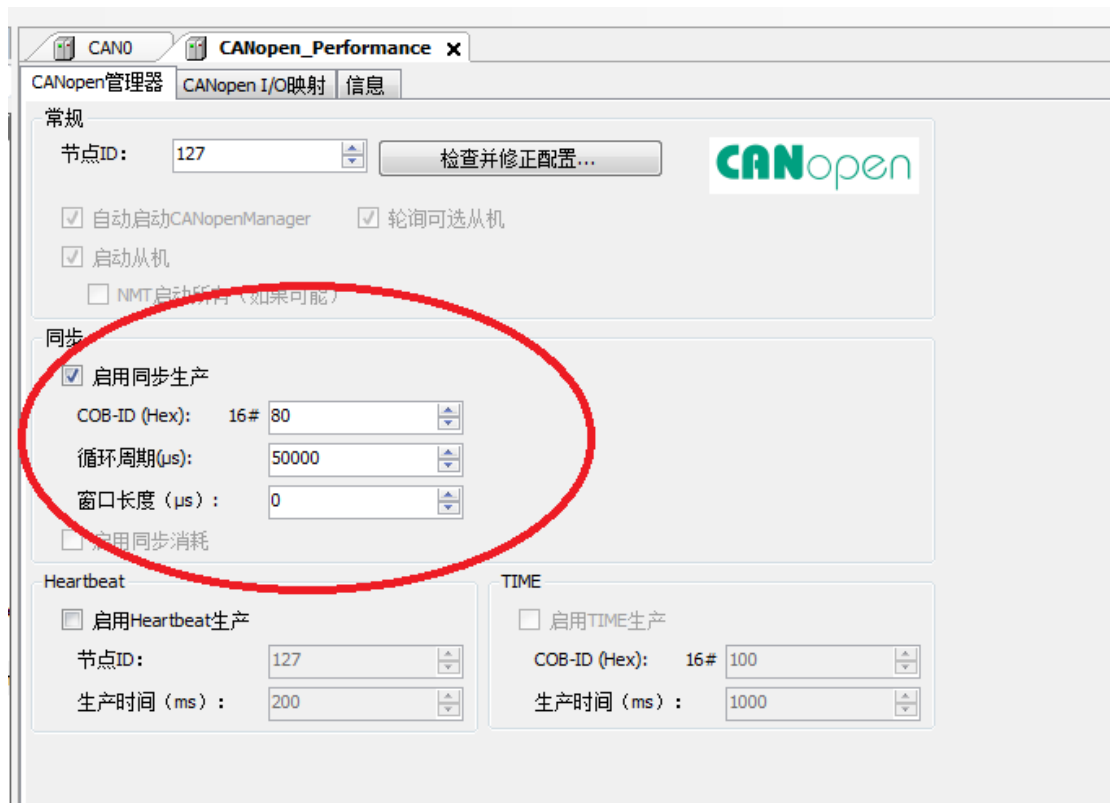 CAN0 CANopen_Performance
CANopen管理器 CANopen I/O映射 信息
常规
节点ID： 127 检查并修正配置... CANopen
自动启动CANopenManager 轮询可选从机
启动从机
NMT启动所有（如果可能）
同步
启用同步生产
COB-ID (Hex): 16# 80
循环周期(μs): 50000
窗口长度（μs）： 0
启用同步消耗
Heartbeat TIME
启用Heartbeat生产 启用TIME生产
节点ID： 127 COB-ID (Hex): 16# 100
生产时间（ms）： 200 生产时间（ms）： 1000